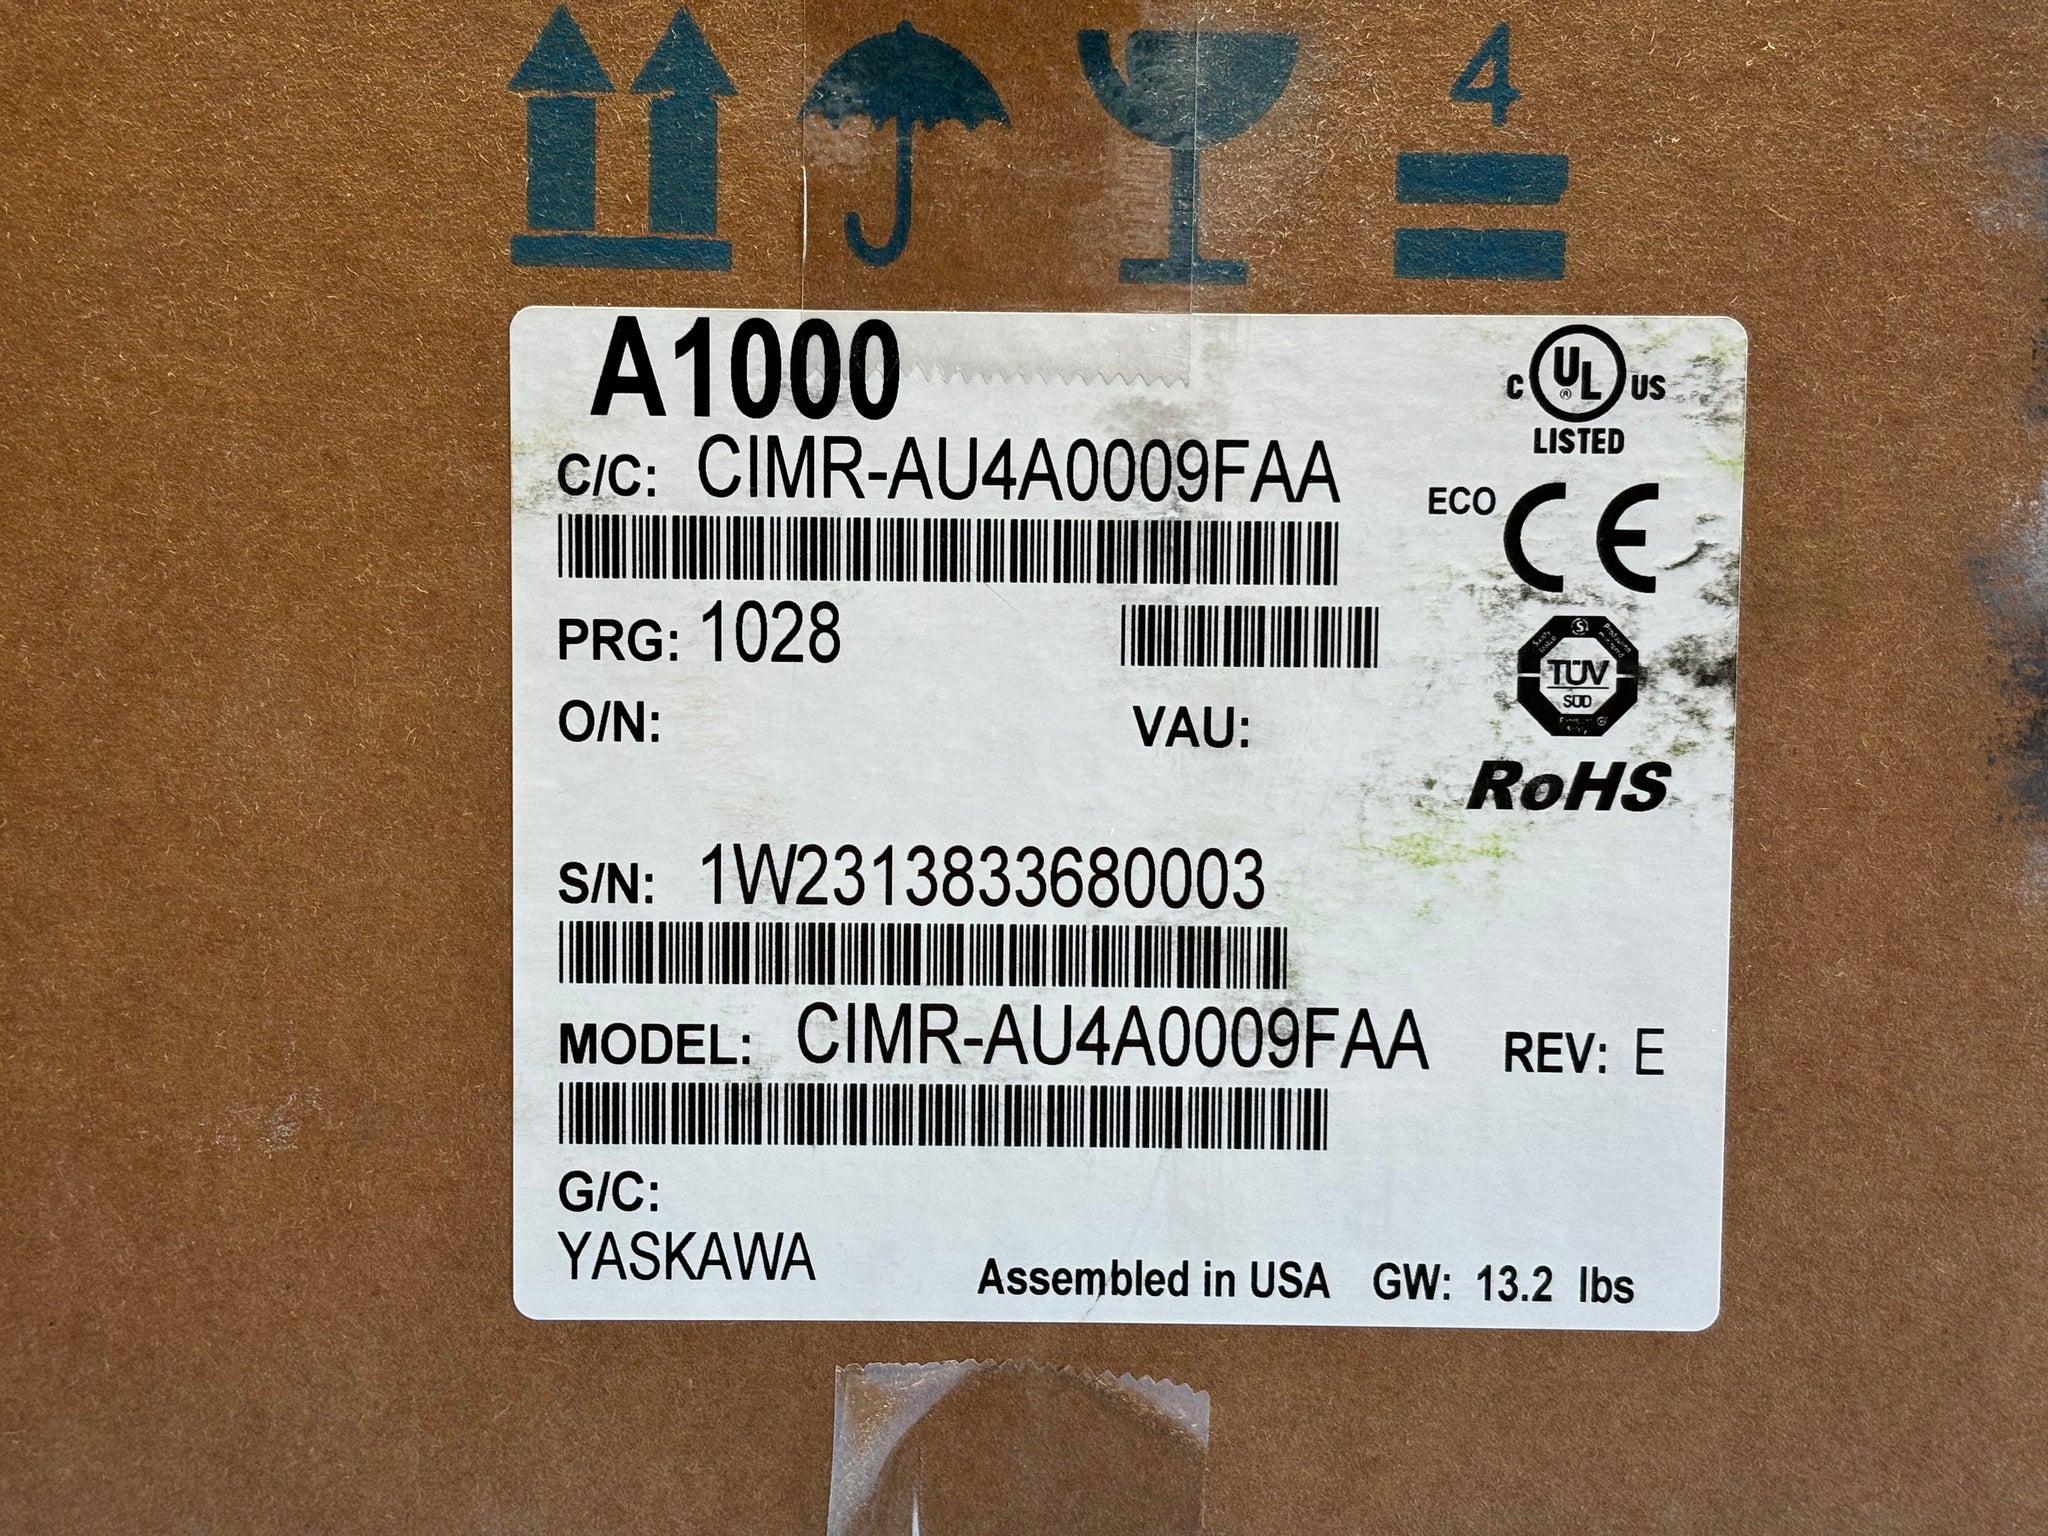 4
A1000
C UL ® US
LISTED
C/C: CIMR-AU4A0009FAA
ECO CE
PRG: 1028
TÜV
SÜD
O/N:
VAU:
RoHS
S/N: 1W2313833680003
MODEL: CIMR-AU4A0009FAA REV: E
G/C:
YASKAWA
Assembled in USA GW: 13.2 lbs